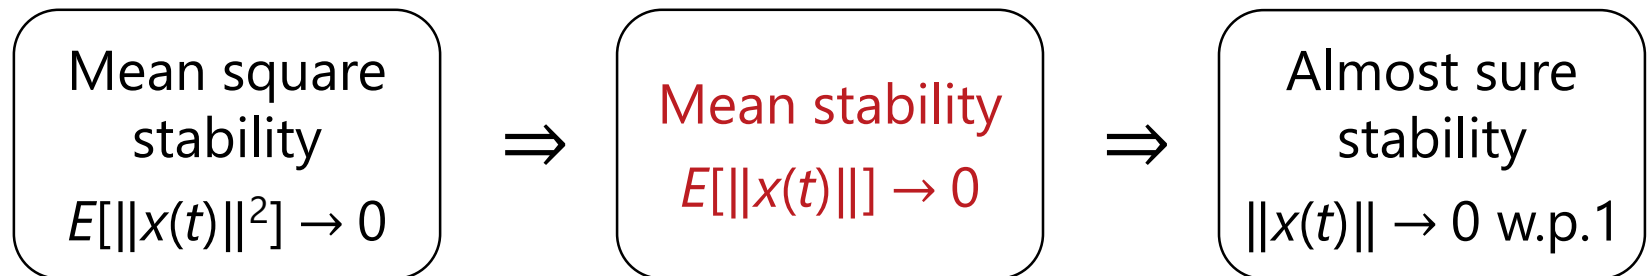 Mean square
stability
E[‖x(t)‖²] → 0
⇒
Mean stability
E[‖x(t)‖] → 0
⇒
Almost sure
stability
‖x(t)‖ → 0 w.p.1